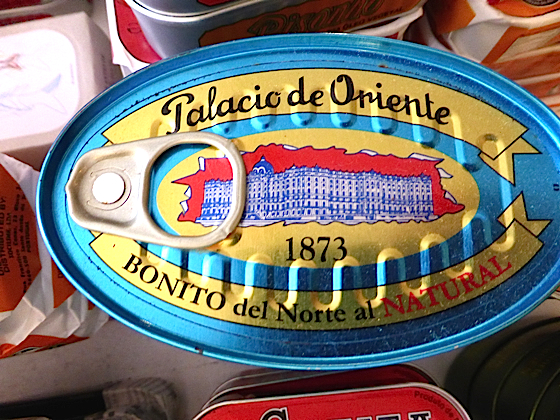 Palacio de Oriente
1873
BONITO del Norte al NATURAL